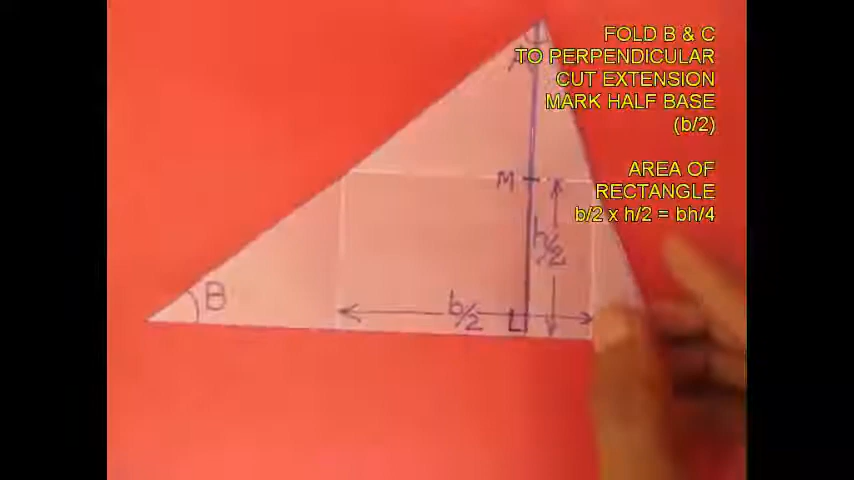 FOLD B & C
TO PERPENDICULAR
CUT EXTENSION
MARK HALF BASE
(b/2)
AREA OF
RECTANGLE
b/2 x h/2 = bh/4
A
M
h/2
B
b/2
L